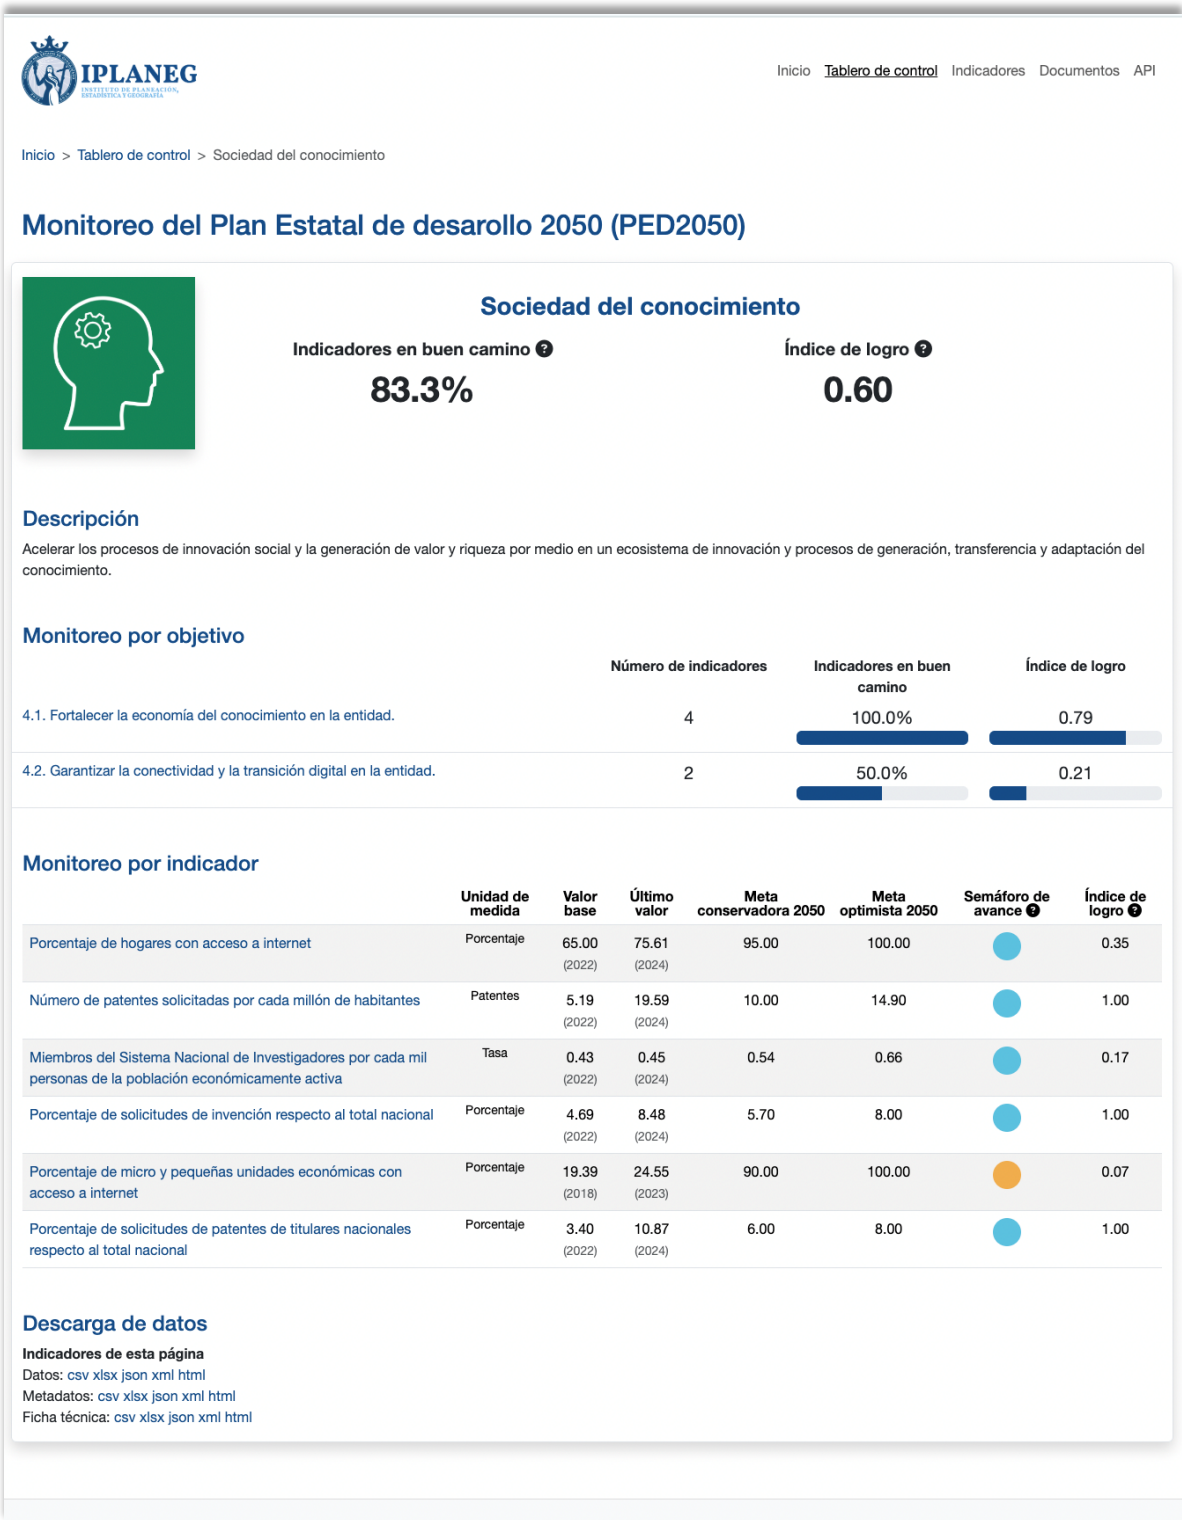 IPLANEG
INSTITUTO DE PLANEACIÓN,
ESTADÍSTICA Y GEOGRAFÍA
Inicio Tablero de control Indicadores Documentos API
Inicio > Tablero de control > Sociedad del conocimiento
Monitoreo del Plan Estatal de desarollo 2050 (PED2050)
Sociedad del conocimiento
Indicadores en buen camino ? Índice de logro ?
83.3% 0.60
Descripción
Acelerar los procesos de innovación social y la generación de valor y riqueza por medio en un ecosistema de innovación y procesos de generación, transferencia y adaptación del
conocimiento.
Monitoreo por objetivo
Número de indicadores Indicadores en buen Índice de logro
camino
4.1. Fortalecer la economía del conocimiento en la entidad. 4 100.0% 0.79
4.2. Garantizar la conectividad y la transición digital en la entidad. 2 50.0% 0.21
Monitoreo por indicador
Unidad de Valor Último Meta Meta Semáforo de Índice de
medida base valor conservadora 2050 optimista 2050 avance ? logro ?
Porcentaje de hogares con acceso a internet Porcentaje 65.00 75.61 95.00 100.00 0.35
(2022) (2024)
Número de patentes solicitadas por cada millón de habitantes Patentes 5.19 19.59 10.00 14.90 1.00
(2022) (2024)
Miembros del Sistema Nacional de Investigadores por cada mil Tasa 0.43 0.45 0.54 0.66 0.17
personas de la población económicamente activa (2022) (2024)
Porcentaje de solicitudes de invención respecto al total nacional Porcentaje 4.69 8.48 5.70 8.00 1.00
(2022) (2024)
Porcentaje de micro y pequeñas unidades económicas con Porcentaje 19.39 24.55 90.00 100.00 0.07
acceso a internet (2018) (2023)
Porcentaje de solicitudes de patentes de titulares nacionales Porcentaje 3.40 10.87 6.00 8.00 1.00
respecto al total nacional (2022) (2024)
Descarga de datos
Indicadores de esta página
Datos: csv xlsx json xml html
Metadatos: csv xlsx json xml html
Ficha técnica: csv xlsx json xml html